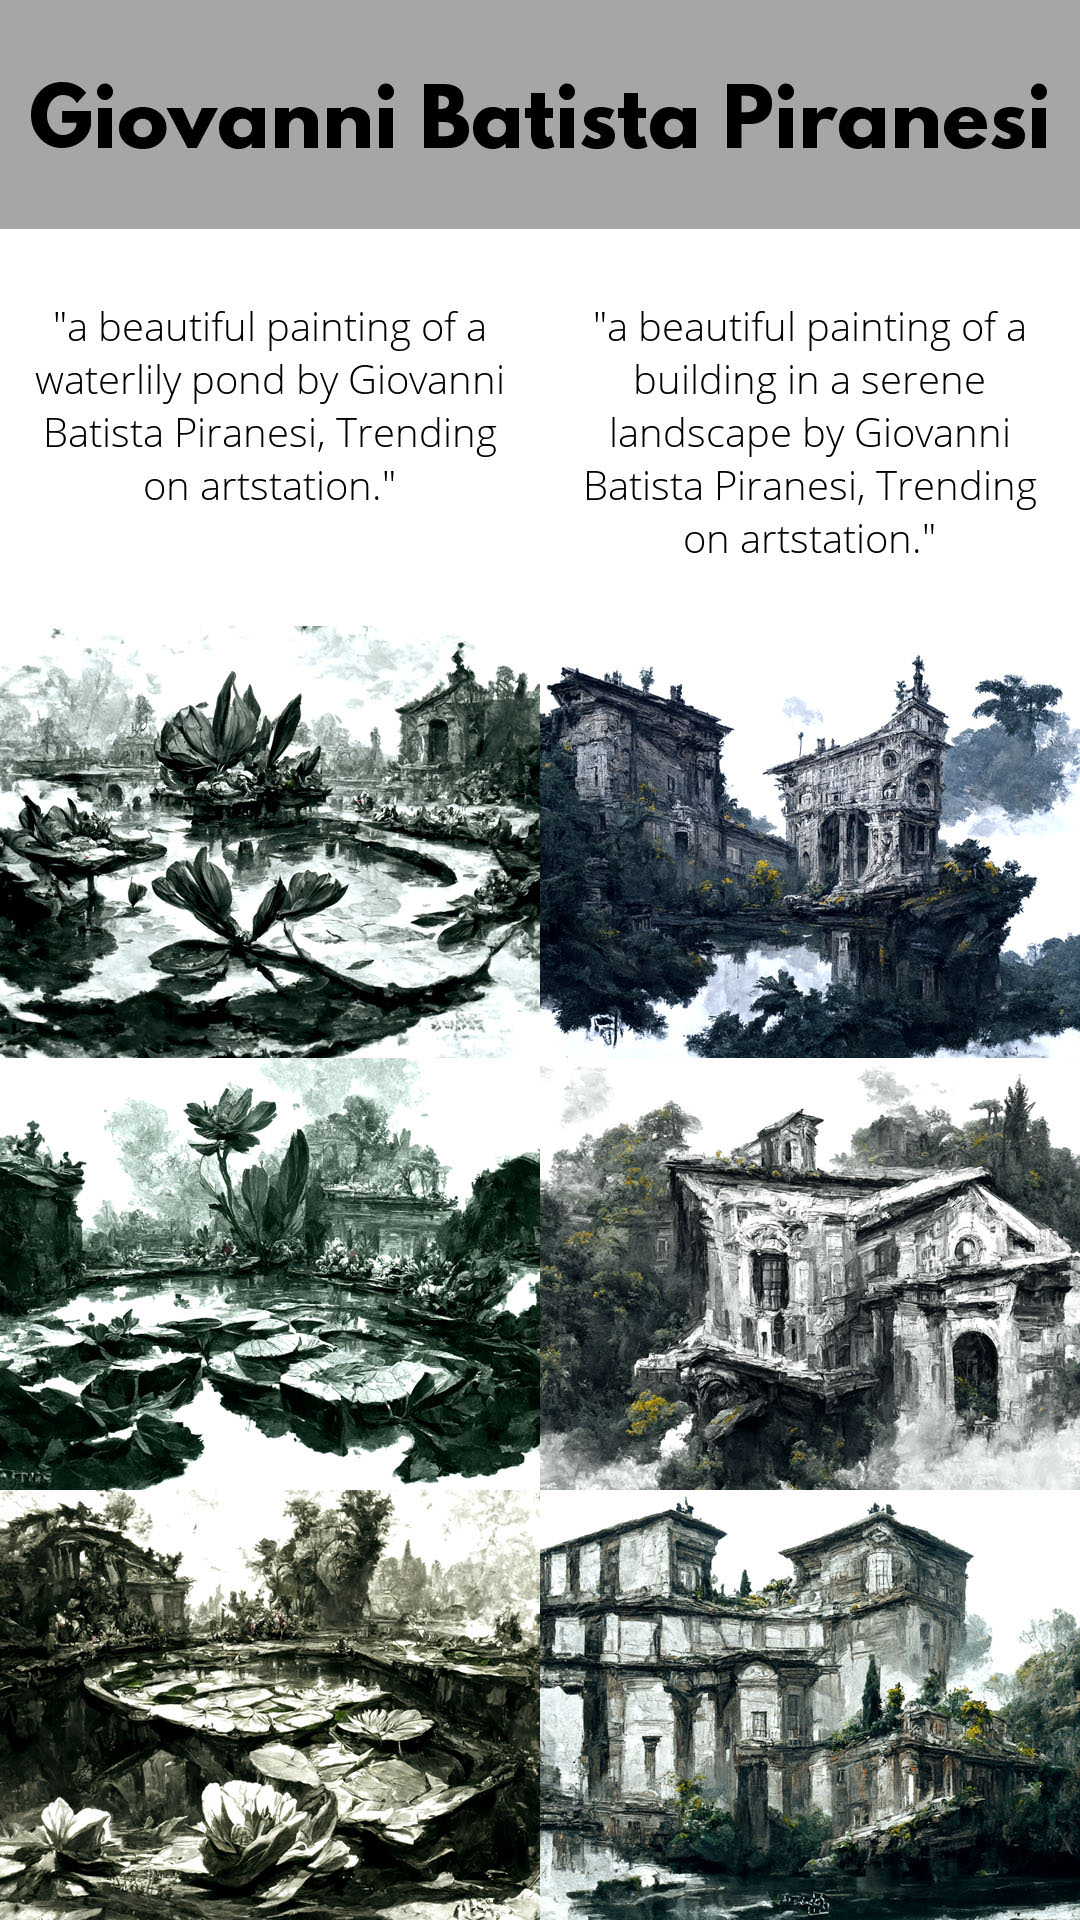 Giovanni Batista Piranesi
"a beautiful painting of a
waterlily pond by Giovanni
Batista Piranesi, Trending
on artstation."
"a beautiful painting of a
building in a serene
landscape by Giovanni
Batista Piranesi, Trending
on artstation."